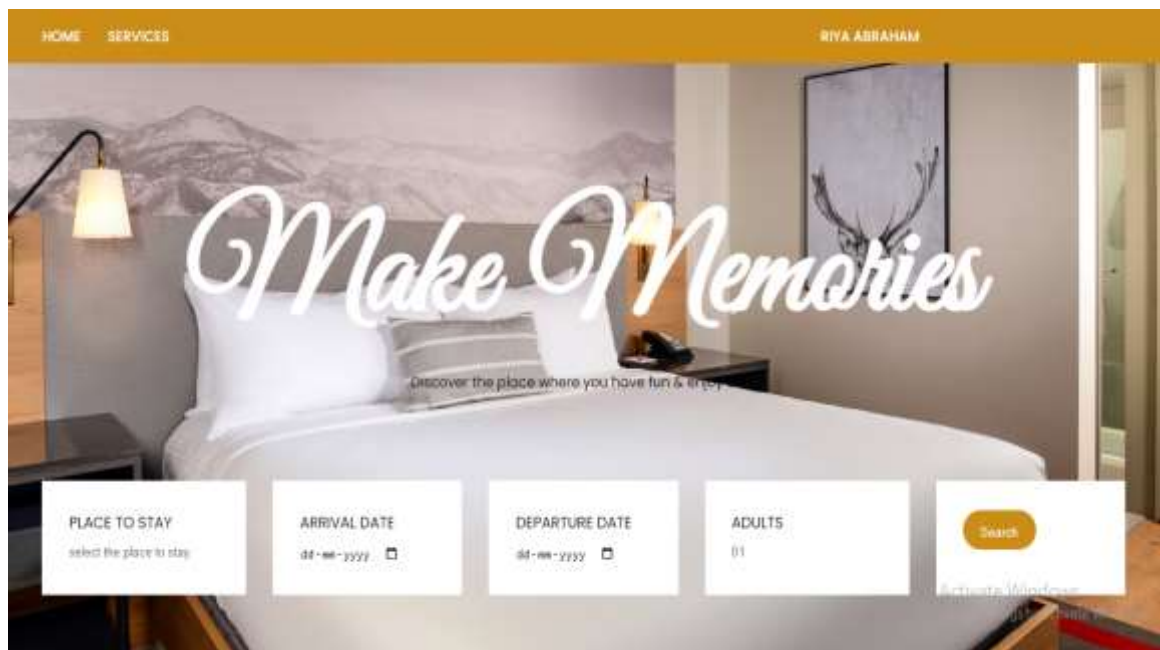 HOME SERVICES RIYA ABRAHAM
Make Memories
Discover the place where you have fun & enjoy
PLACE TO STAY ARRIVAL DATE DEPARTURE DATE ADULTS
select the place to stay dd-mm-yyyy dd-mm-yyyy 01 Search
Activate Windows